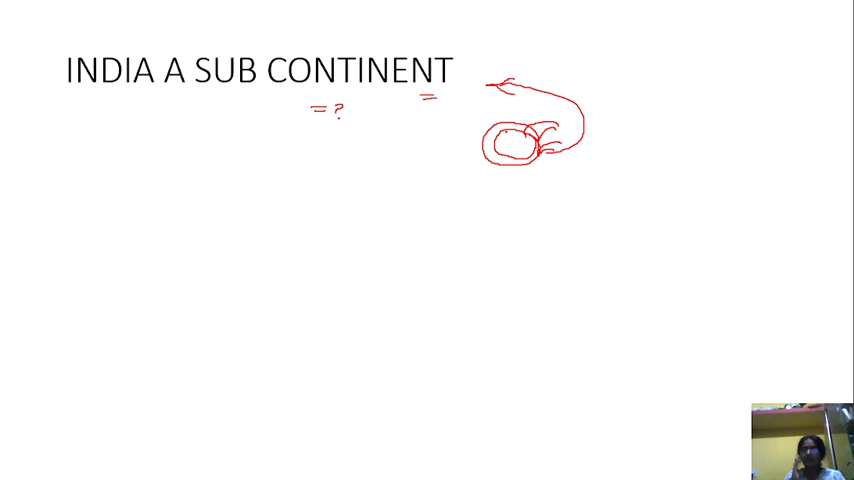 INDIA A SUB CONTINENT
= ?
=